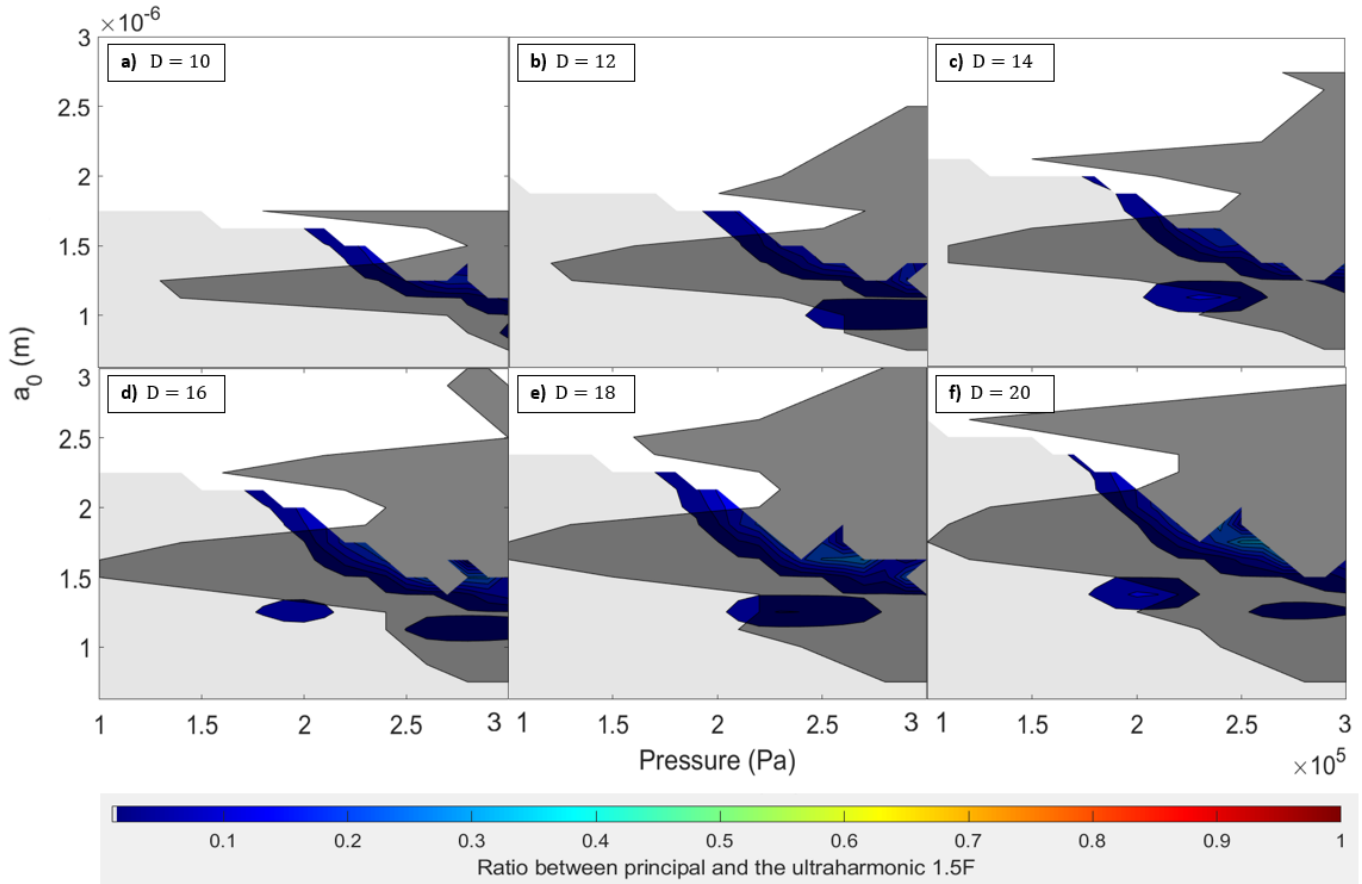 ×10⁻⁶
3
2.5
2
1.5
1
a) D = 10
b) D = 12
c) D = 14
a₀ (m)
3
2.5
2
1.5
1
d) D = 16
e) D = 18
f) D = 20
1 1.5 2 2.5 3 2 2.5 3 1 1.5 2 2.5 3
Pressure (Pa)
×10⁵
0.1 0.2 0.3 0.4 0.5 0.6 0.7 0.8 0.9 1
Ratio between principal and the ultraharmonic 1.5F